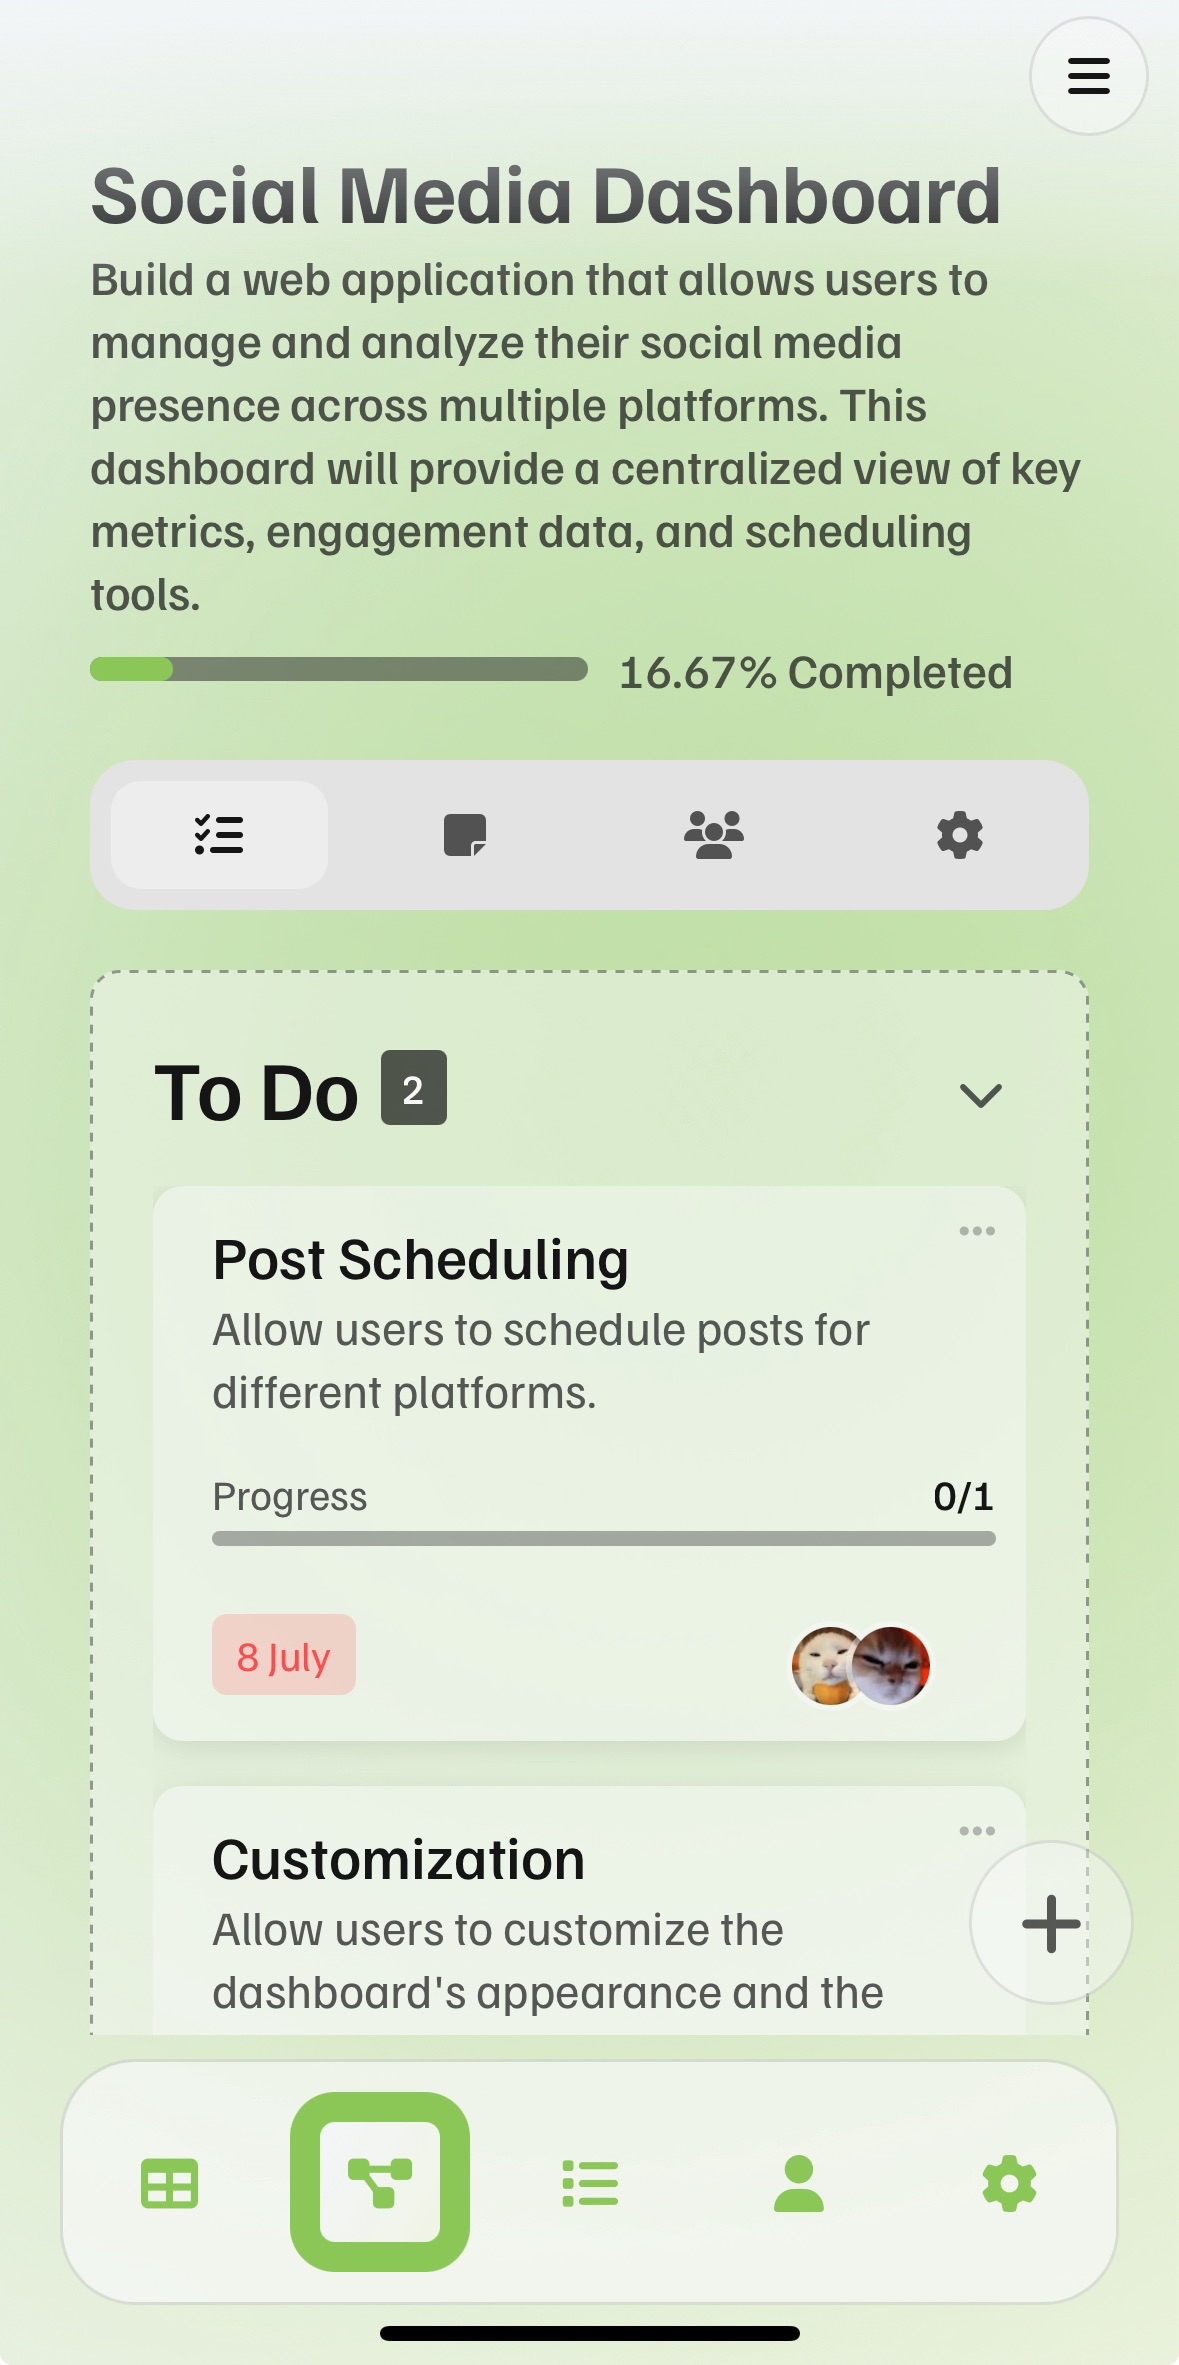 Social Media Dashboard
Build a web application that allows users to
manage and analyze their social media
presence across multiple platforms. This
dashboard will provide a centralized view of key
metrics, engagement data, and scheduling
tools.
16.67% Completed
To Do 2
Post Scheduling
Allow users to schedule posts for
different platforms.
Progress 0/1
8 July
Customization
Allow users to customize the
dashboard's appearance and the